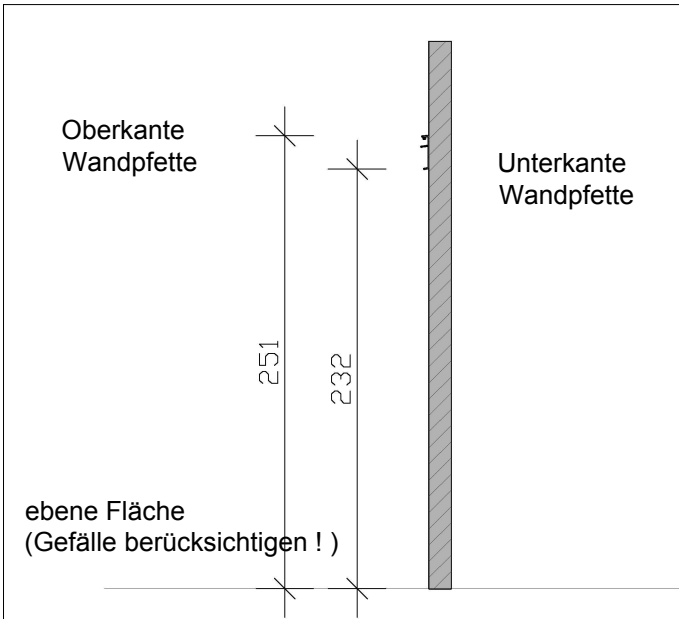 Oberkante
Wandpfette
Unterkante
Wandpfette
251
232
ebene Fläche
(Gefälle berücksichtigen ! )